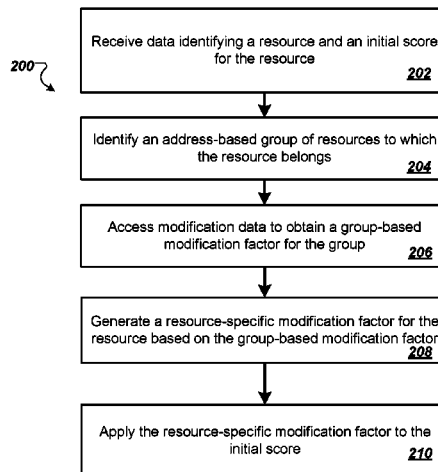 200
Receive data identifying a resource and an initial score
for the resource
202
Identify an address-based group of resources to which
the resource belongs
204
Access modification data to obtain a group-based
modification factor for the group
206
Generate a resource-specific modification factor for the
resource based on the group-based modification factor
208
Apply the resource-specific modification factor to the
initial score
210